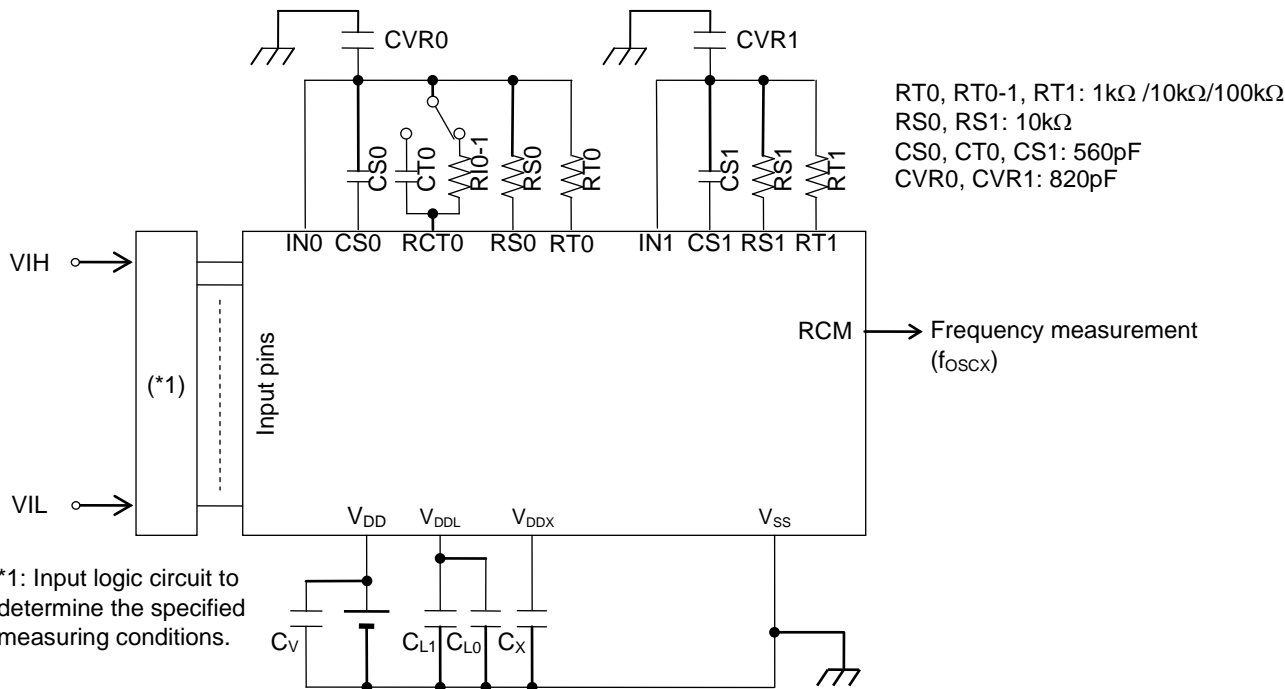 CVR0
CVR1
RT0, RT0-1, RT1: 1kΩ /10kΩ/100kΩ
RS0, RS1: 10kΩ
CS0, CT0, CS1: 560pF
CVR0, CVR1: 820pF
CS0
CT0
RI0-1
RS0
RT0
CS1
RS1
RT1
IN0 CS0 RCT0 RS0 RT0
IN1 CS1 RS1 RT1
VIH
(*1)
Input pins
RCM
Frequency measurement
(fOSCX)
VIL
VDD VDDL VDDX VSS
*1: Input logic circuit to
determine the specified
measuring conditions.
CV CL1 CL0 CX